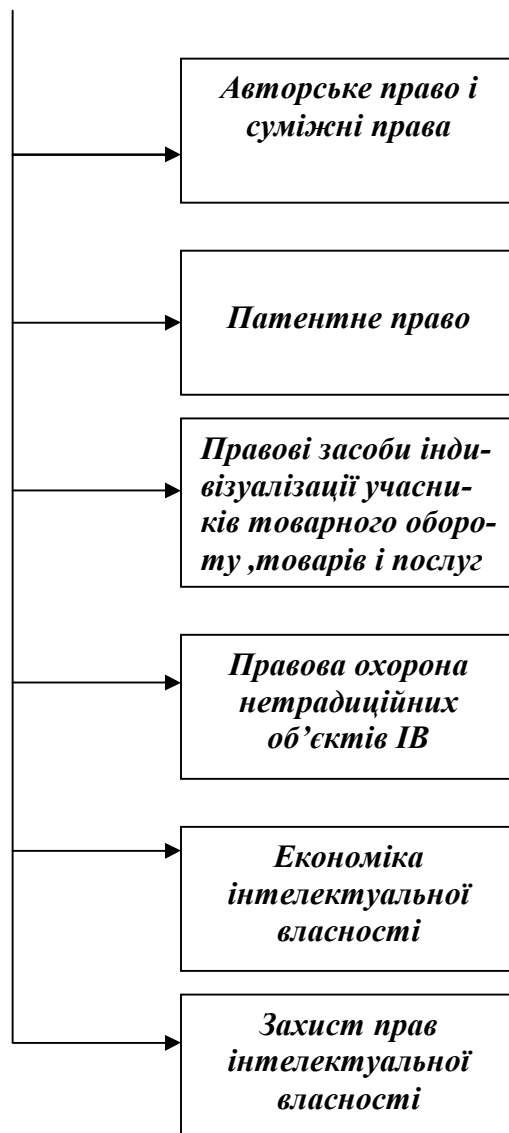 Авторське право і
суміжні права
Патентне право
Правові засоби інди-
візуалізації учасни-
ків товарного оборо-
ту ,товарів і послуг
Правова охорона
нетрадиційних
об’єктів ІВ
Економіка
інтелектуальної
власності
Захист прав
інтелектуальної
власності